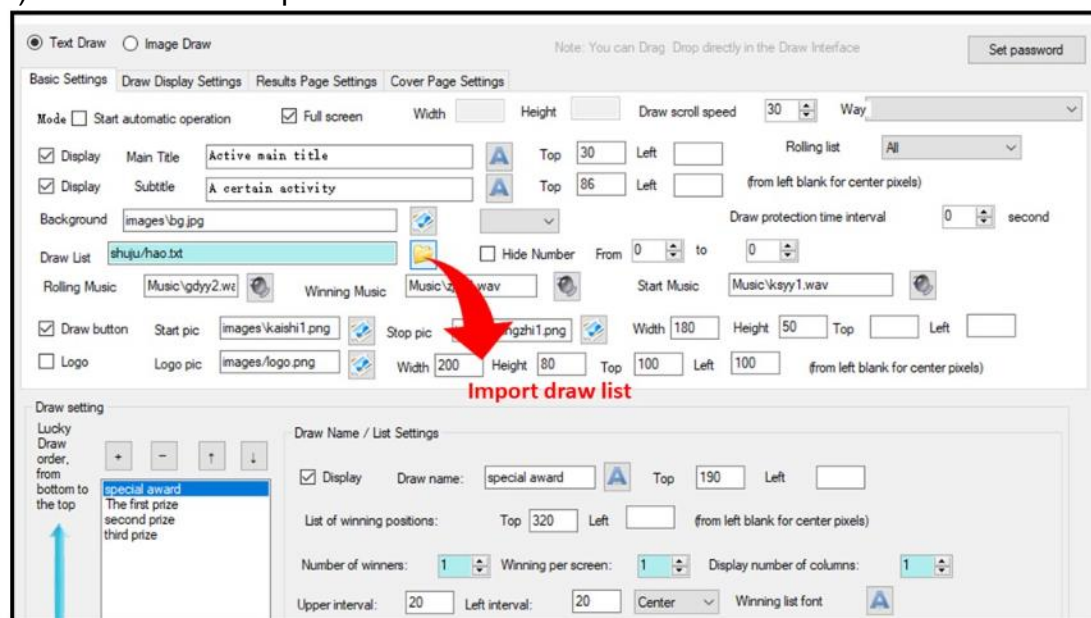 Text Draw Image Draw Note: You can Drag Drop directly in the Draw Interface Set password
Basic Settings Draw Display Settings Results Page Settings Cover Page Settings
Mode Start automatic operation Full screen Width Height Draw scroll speed 30 Way
Display Main Title Active main title A Top 30 Left Rolling list All
Display Subtitle A certain activity A Top 86 Left (from left blank for center pixels)
Background images\bg.jpg Draw protection time interval 0 second
Draw List shuju/hao.txt Hide Number From 0 to 0
Rolling Music Music\gdyy2.wa Winning Music Music\ wav Start Music Music\ksyy1.wav
Draw button Start pic images\kaishi1.png Stop pic ngzhi1.png Width 180 Height 50 Top Left
Logo Logo pic images/logo.png Width 200 Height 80 Top 100 Left 100 (from left blank for center pixels)
Import draw list
Draw setting
Lucky
Draw
order,
from
bottom to
the top
+ - ↑ ↓
special award
The first prize
second prize
third prize
Draw Name / List Settings
Display Draw name: special award A Top 190 Left
List of winning positions: Top 320 Left (from left blank for center pixels)
Number of winners: 1 Winning per screen: 1 Display number of columns: 1
Upper interval: 20 Left interval: 20 Center Winning list font A